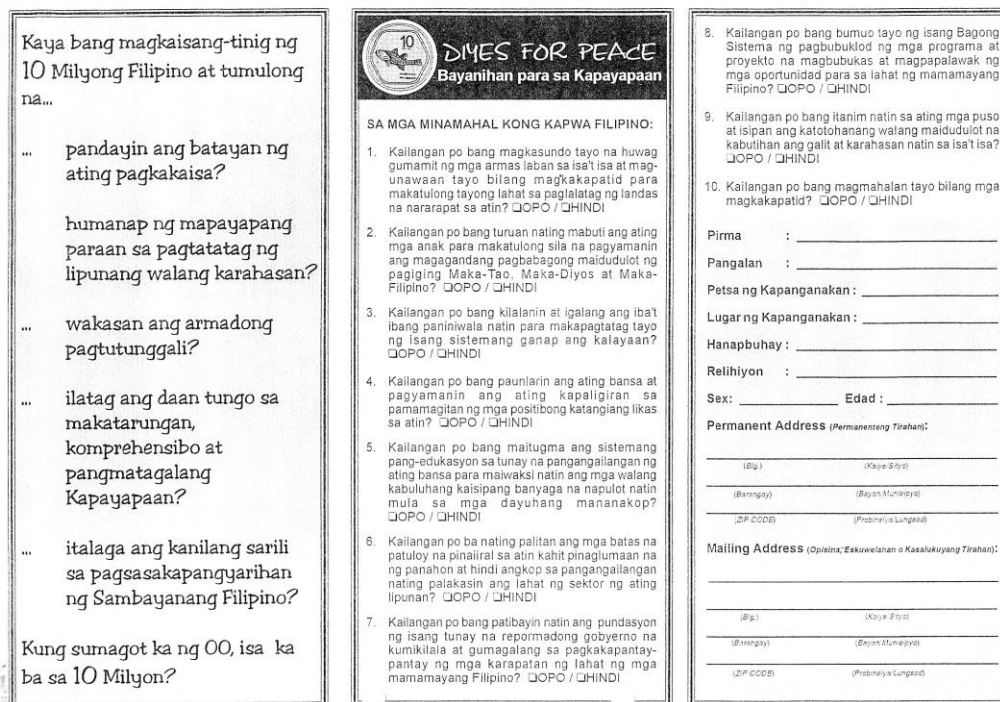 Kaya bang magkaisang-tinig ng
10 Milyong Filipino at tumulong
na...
... pandayin ang batayan ng
ating pagkakaisa?
humanap ng mapayapang
paraan sa pagtatatag ng
lipunang walang karahasan?
... wakasan ang armadong
pagtutunggali?
... ilatag ang daan tungo sa
makatarungan,
komprehensibo at
pangmatagalang
Kapayapaan?
... italaga ang kanilang sarili
sa pagsasakapangyarihan
ng Sambayanang Filipino?
Kung sumagot ka ng OO, isa ka
ba sa 10 Milyon?
10
DIYES FOR PEACE
Bayanihan para sa Kapayapaan
SA MGA MINAMAHAL KONG KAPWA FILIPINO:
1. Kailangan po bang magkasundo tayo na huwag
gumamit ng mga armas laban sa isa't isa at mag-
unawaan tayo bilang magkakapatid para
makatulong tayong lahat sa paglalatag ng landas
na nararapat sa atin? ❏OPO / ❏HINDI
2. Kailangan po bang turuan nating mabuti ang ating
mga anak para makatulong sila na pagyamanin
ang magagandang pagbabagong maidudulot ng
pagiging Maka-Tao, Maka-Diyos at Maka-
Filipino? ❏OPO / ❏HINDI
3. Kailangan po bang kilalanin at igalang ang iba't
ibang paniniwala natin para makapagtatag tayo
ng isang sistemang ganap ang kalayaan?
❏OPO / ❏HINDI
4. Kailangan po bang paunlarin ang ating bansa at
pagyamanin ang ating kapaligiran sa
pamamagitan ng mga positibong katangiang likas
sa atin? ❏OPO / ❏HINDI
5. Kailangan po bang maitugma ang sistemang
pang-edukasyon sa tunay na pangangailangan ng
ating bansa para maiwaksi natin ang mga walang
kabuluhang kaisipang banyaga na napulot natin
mula sa mga dayuhang mananakop?
❏OPO / ❏HINDI
6. Kailangan po ba nating palitan ang mga batas na
patuloy na pinaiiral sa atin kahit pinaglumaan na
ng panahon at hindi angkop sa pangangailangan
nating palakasin ang lahat ng sektor ng ating
lipunan? ❏OPO / ❏HINDI
7. Kailangan po bang patibayin natin ang pundasyon
ng isang tunay na repormadong gobyerno na
kumikilala at gumagalang sa pagkakapantay-
pantay ng mga karapatan ng lahat ng mga
mamamayang Filipino? ❏OPO / ❏HINDI
8. Kailangan po bang bumuo tayo ng isang Bagong
Sistema ng pagbubuklod ng mga programa at
proyekto na magbubukas at magpapalawak ng
mga oportunidad para sa lahat ng mamamayang
Filipino? ❏OPO / ❏HINDI
9. Kailangan po bang itanim natin sa ating mga puso
at isipan ang katotohanang walang maidudulot na
kabutihan ang galit at karahasan natin sa isa't isa?
❏OPO / ❏HINDI
10. Kailangan po bang magmahalan tayo bilang mga
magkakapatid? ❏OPO / ❏HINDI
Pirma :
Pangalan :
Petsa ng Kapanganakan :
Lugar ng Kapanganakan :
Hanapbuhay :
Relihiyon :
Sex: Edad :
Permanent Address (Permanenteng Tirahan):
(Blg.) (Kalye/Sityo)
(Barangay) (Bayan/Munisipyo)
(ZIP CODE) (Probinsiya/Lungsod)
Mailing Address (Opisina, Eskuwelahan o Kasalukuyang Tirahan):
(Blg.) (Kalye/Sityo)
(Barangay) (Bayan/Munisipyo)
(ZIP CODE) (Probinsiya/Lungsod)